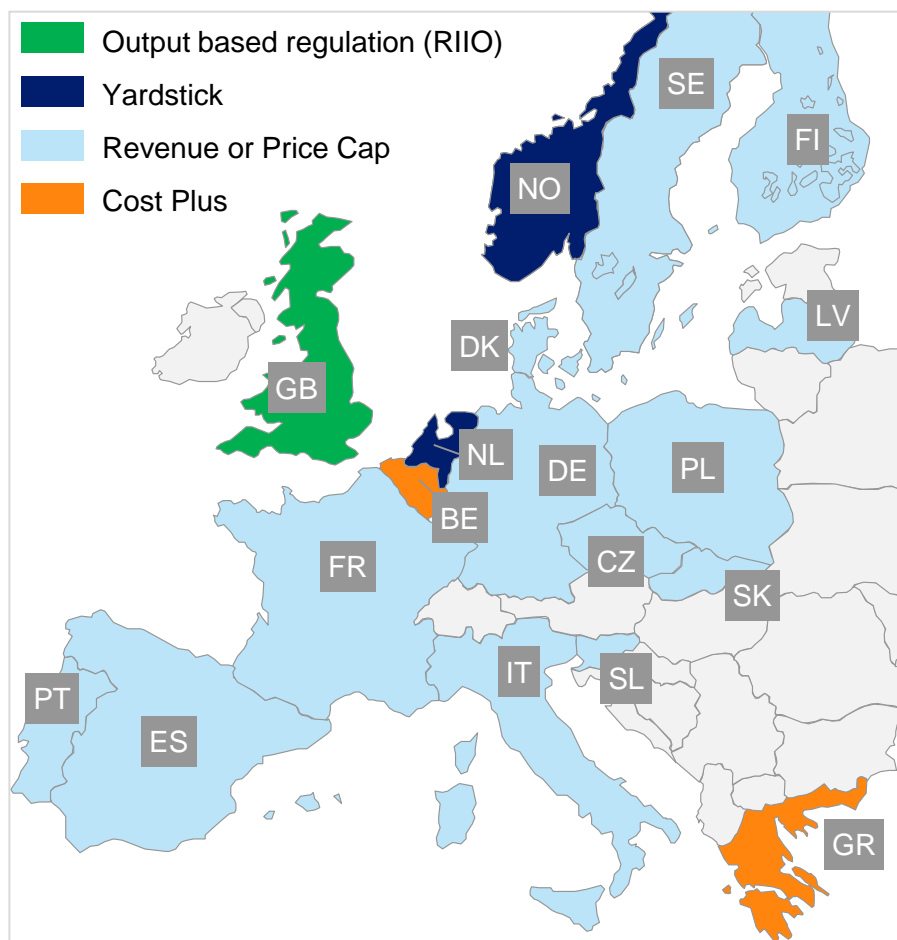 Output based regulation (RIIO)
Yardstick
Revenue or Price Cap
Cost Plus
SE
FI
NO
LV
DK
GB
NL
DE
PL
BE
FR
CZ
SK
IT
SL
PT
ES
GR